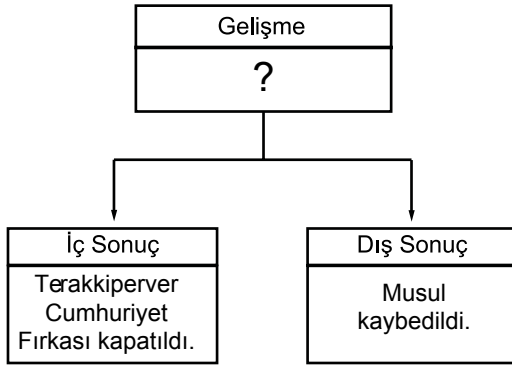 Gelişme
?
İç Sonuç
Terakkiperver
Cumhuriyet
Fırkası kapatıldı.
Dış Sonuç
Musul
kaybedildi.